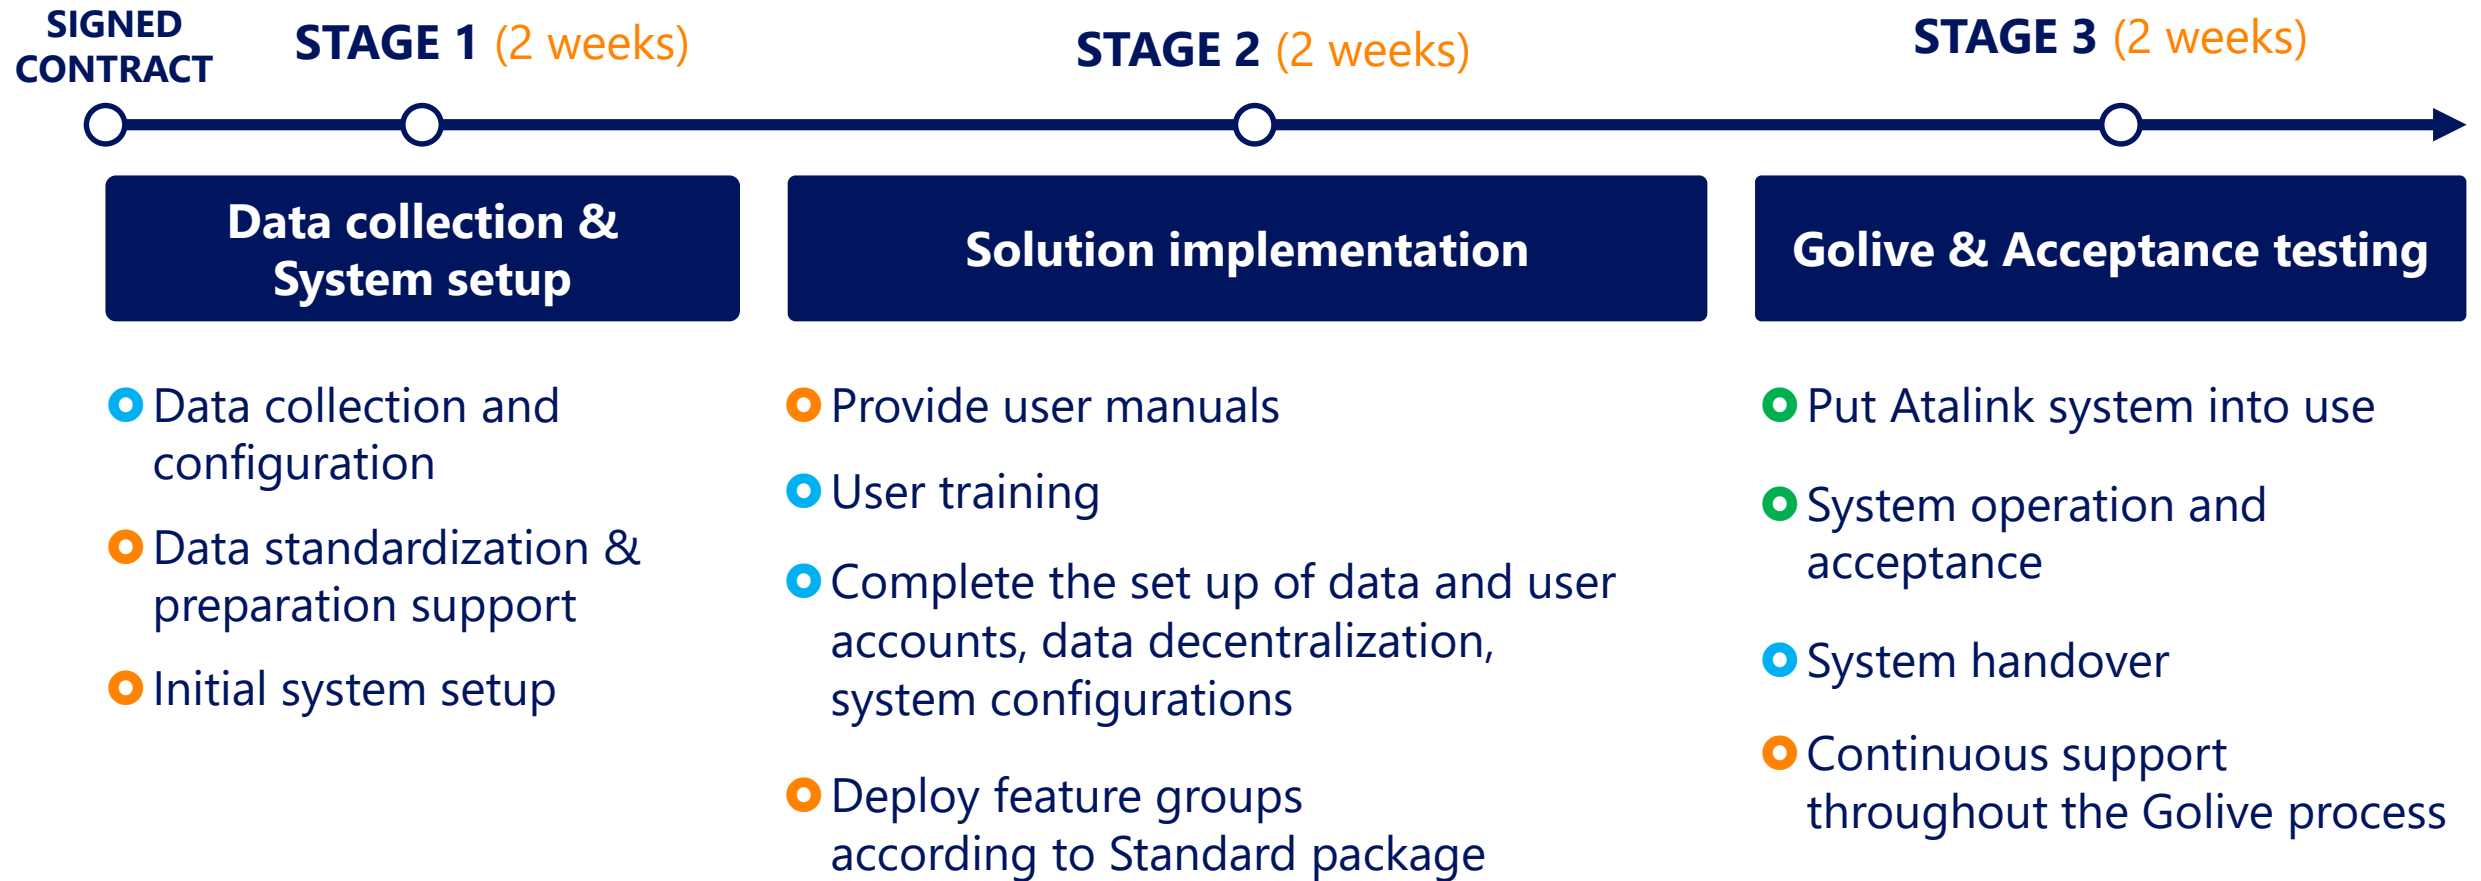 SIGNED
CONTRACT
STAGE 1 (2 weeks)
STAGE 2 (2 weeks)
STAGE 3 (2 weeks)
Data collection &
System setup
Solution implementation
Golive & Acceptance testing
Data collection and
configuration
Data standardization &
preparation support
Initial system setup
Provide user manuals
User training
Complete the set up of data and user
accounts, data decentralization,
system configurations
Deploy feature groups
according to Standard package
Put Atalink system into use
System operation and
acceptance
System handover
Continuous support
throughout the Golive process